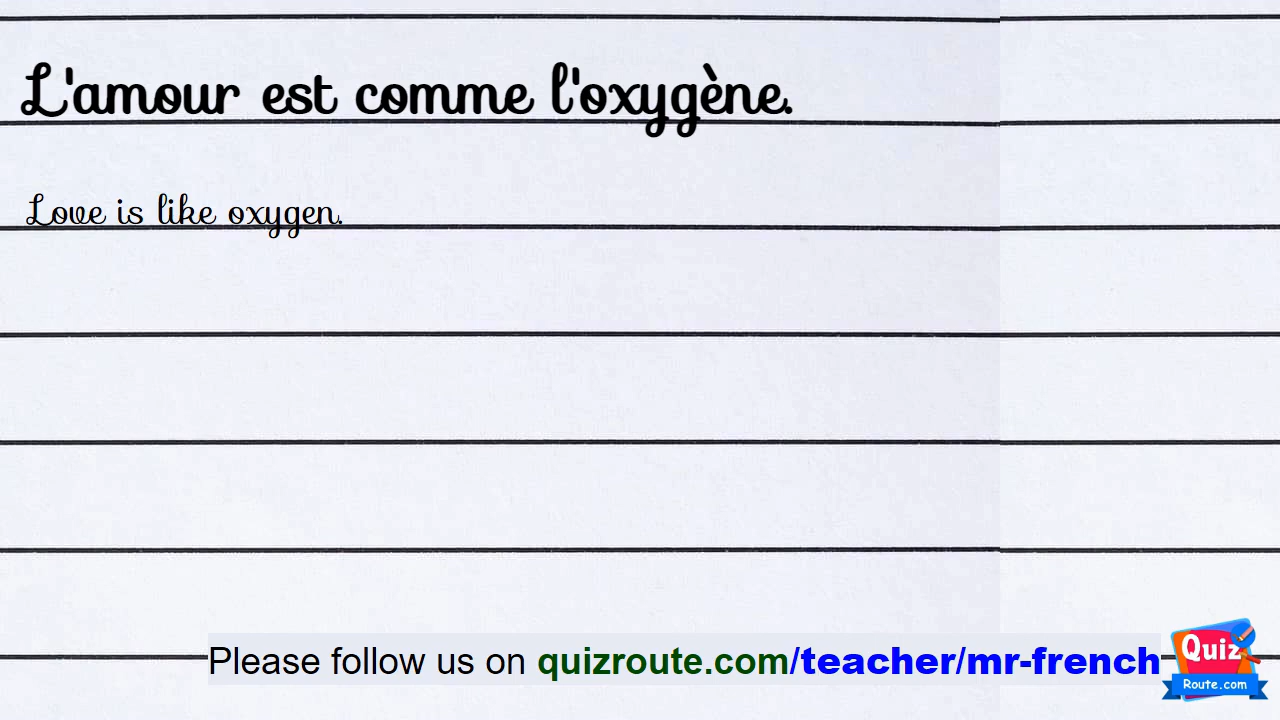 L'amour est comme l'oxygène.
Love is like oxygen.
Please follow us on quizroute.com/teacher/mr-french
Quiz
Route.com